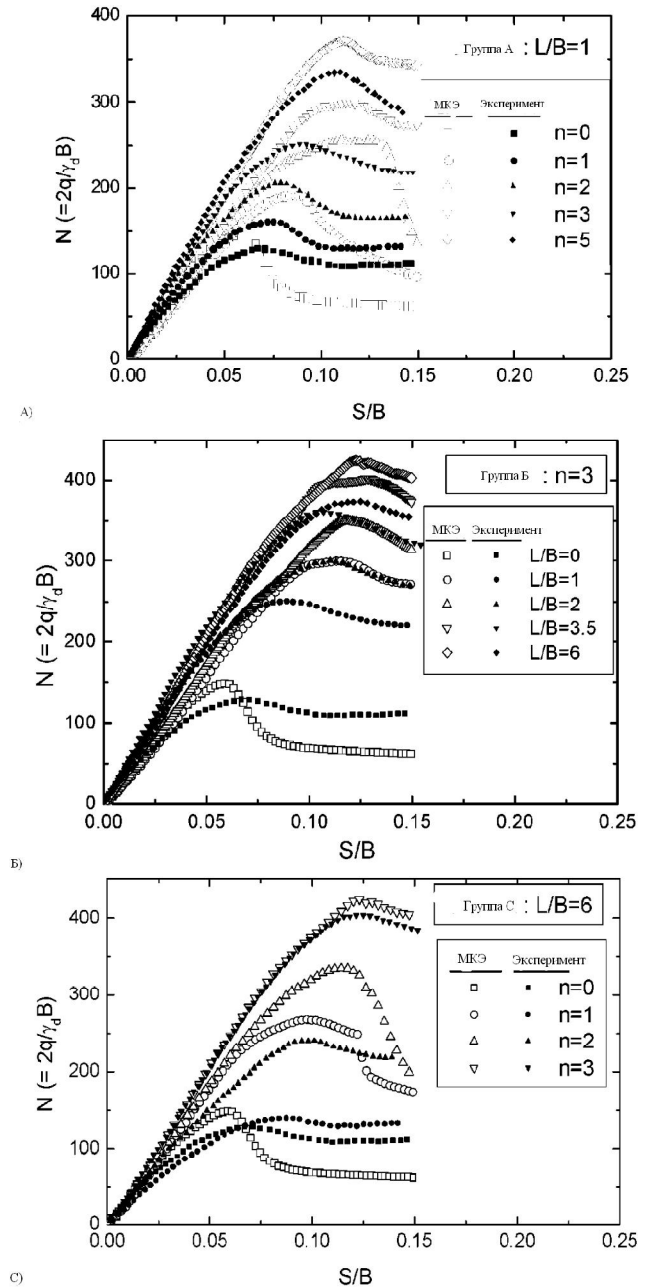 Группа А : L/B=1
МКЭ Эксперимент
n=0
n=1
n=2
n=3
n=5
400
300
200
100
0
N (=2q/γdB)
0.00 0.05 0.10 0.15 0.20 0.25
S/B
А)
Группа Б : n=3
МКЭ Эксперимент
L/B=0
L/B=1
L/B=2
L/B=3.5
L/B=6
400
300
200
100
0
N (= 2q/γdB)
0.00 0.05 0.10 0.15 0.20 0.25
S/B
Б)
Группа С : L/B=6
МКЭ Эксперимент
n=0
n=1
n=2
n=3
400
300
200
100
0
N (= 2q/γdB)
0.00 0.05 0.10 0.15 0.20 0.25
S/B
С)